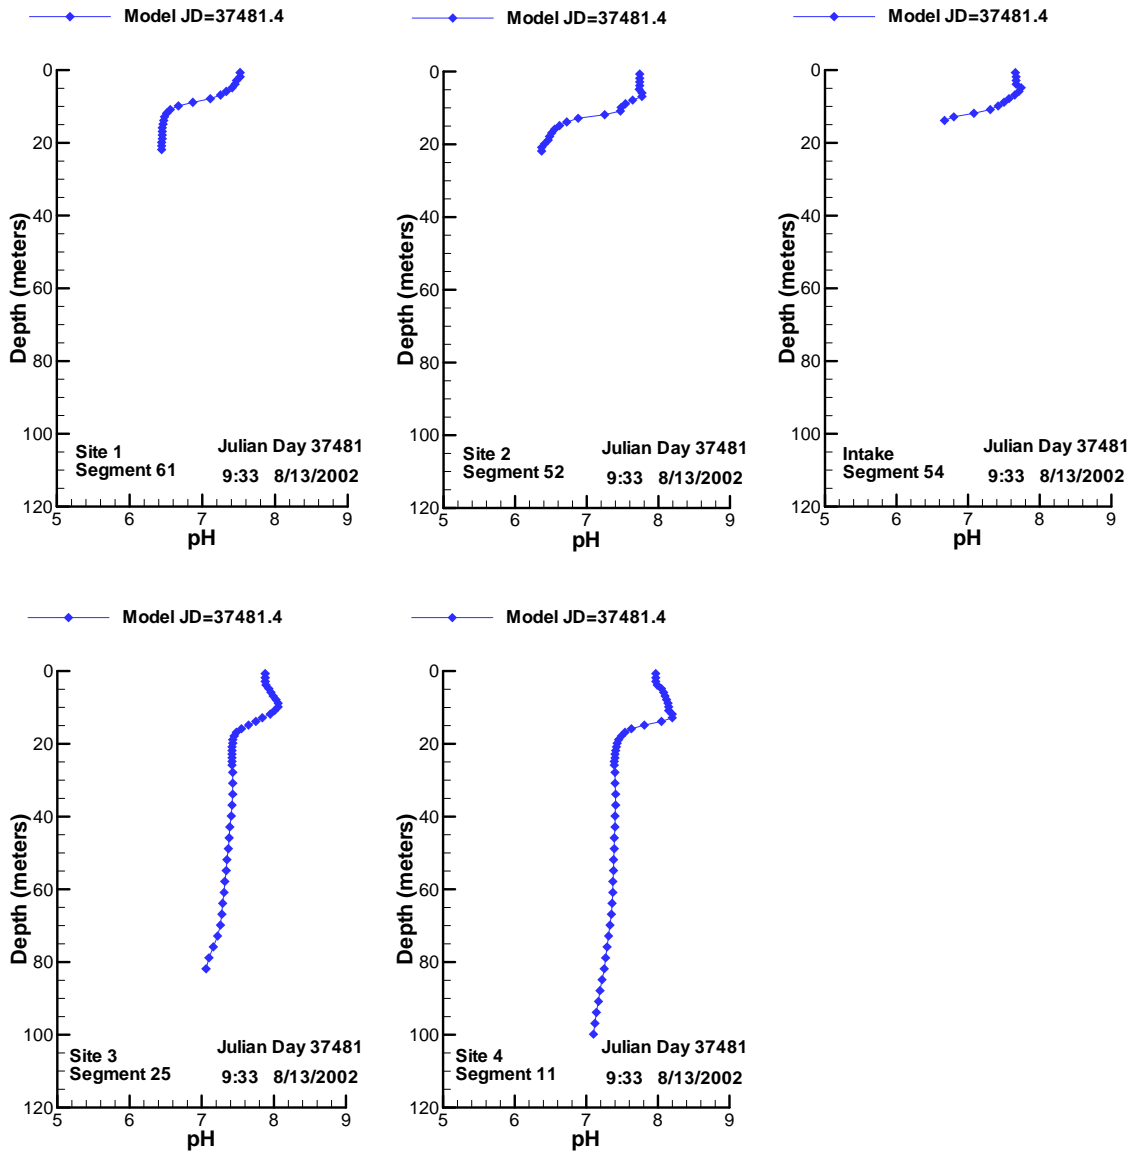 Model JD=37481.4
0
20
40
60
80
100
120
Depth (meters)
Site 1
Segment 61
Julian Day 37481
9:33 8/13/2002
5 6 7 8 9
pH
Model JD=37481.4
0
20
40
60
80
100
120
Depth (meters)
Site 2
Segment 52
Julian Day 37481
9:33 8/13/2002
5 6 7 8 9
pH
Model JD=37481.4
0
20
40
60
80
100
120
Depth (meters)
Intake
Segment 54
Julian Day 37481
9:33 8/13/2002
5 6 7 8 9
pH
Model JD=37481.4
0
20
40
60
80
100
120
Depth (meters)
Site 3
Segment 25
Julian Day 37481
9:33 8/13/2002
5 6 7 8 9
pH
Model JD=37481.4
0
20
40
60
80
100
120
Depth (meters)
Site 4
Segment 11
Julian Day 37481
9:33 8/13/2002
5 6 7 8 9
pH